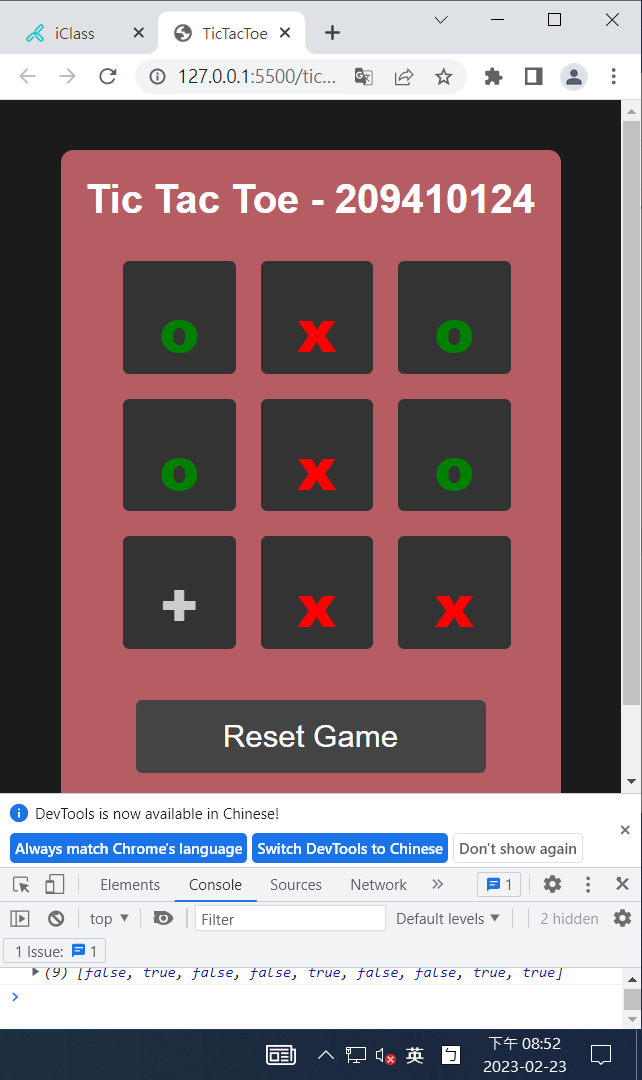 iClass
TicTacToe
127.0.0.1:5500/tic...
Tic Tac Toe - 209410124
o x o
o x o
+ x x
Reset Game
DevTools is now available in Chinese!
Always match Chrome's language Switch DevTools to Chinese Don't show again
Elements Console Sources Network » 1
top Filter Default levels 2 hidden
1 Issue: 1
(9) [false, true, false, false, true, false, false, true, true]
英 ㄅ
下午 08:52
2023-02-23